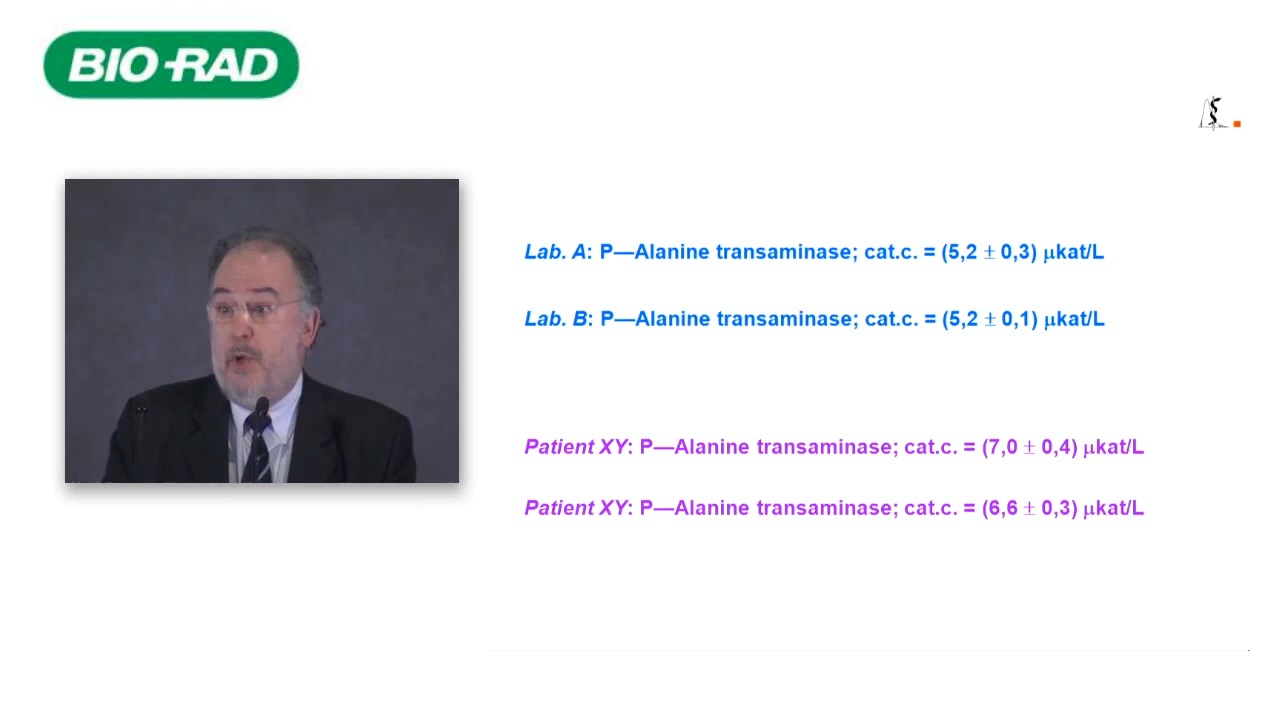 BIO-RAD
Lab. A: P—Alanine transaminase; cat.c. = (5,2 ± 0,3) μkat/L
Lab. B: P—Alanine transaminase; cat.c. = (5,2 ± 0,1) μkat/L
Patient XY: P—Alanine transaminase; cat.c. = (7,0 ± 0,4) μkat/L
Patient XY: P—Alanine transaminase; cat.c. = (6,6 ± 0,3) μkat/L